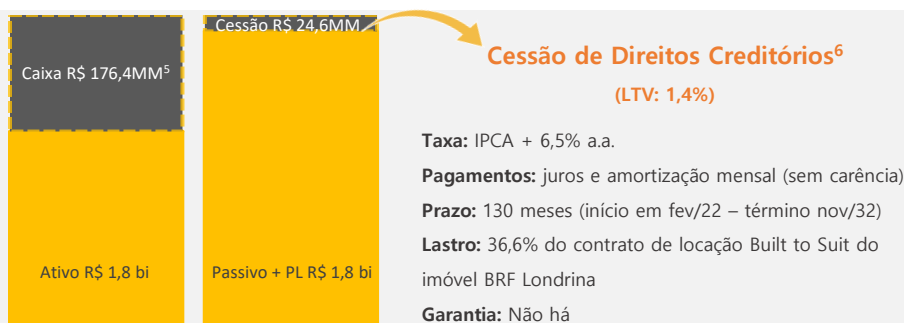 Cessão R$ 24,6MM
Caixa R$ 176,4MM5
Ativo R$ 1,8 bi
Passivo + PL R$ 1,8 bi
Cessão de Direitos Creditórios6
(LTV: 1,4%)
Taxa: IPCA + 6,5% a.a.
Pagamentos: juros e amortização mensal (sem carência)
Prazo: 130 meses (início em fev/22 – término nov/32)
Lastro: 36,6% do contrato de locação Built to Suit do
imóvel BRF Londrina
Garantia: Não há